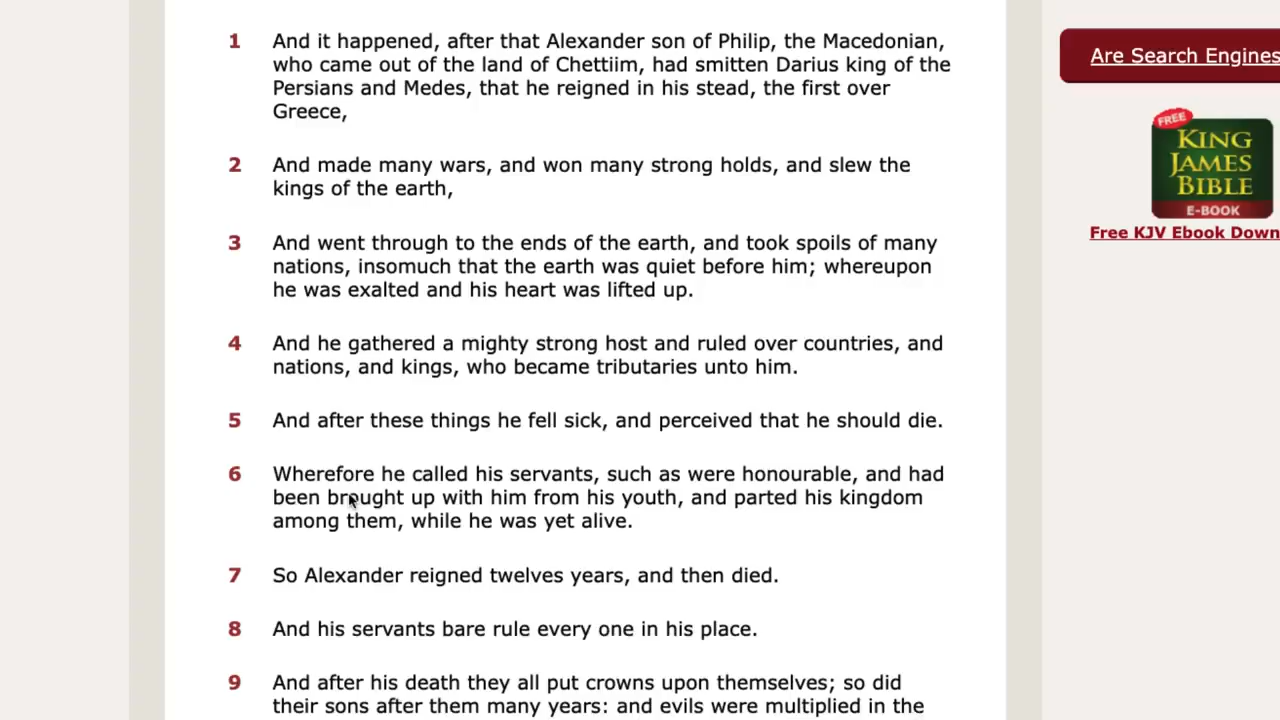 1 And it happened, after that Alexander son of Philip, the Macedonian,
who came out of the land of Chettiim, had smitten Darius king of the
Persians and Medes, that he reigned in his stead, the first over
Greece,
2 And made many wars, and won many strong holds, and slew the
kings of the earth,
3 And went through to the ends of the earth, and took spoils of many
nations, insomuch that the earth was quiet before him; whereupon
he was exalted and his heart was lifted up.
4 And he gathered a mighty strong host and ruled over countries, and
nations, and kings, who became tributaries unto him.
5 And after these things he fell sick, and perceived that he should die.
6 Wherefore he called his servants, such as were honourable, and had
been brought up with him from his youth, and parted his kingdom
among them, while he was yet alive.
7 So Alexander reigned twelves years, and then died.
8 And his servants bare rule every one in his place.
9 And after his death they all put crowns upon themselves; so did
their sons after them many years: and evils were multiplied in the
Are Search Engines
FREE
KING
JAMES
BIBLE
E-BOOK
Free KJV Ebook Down